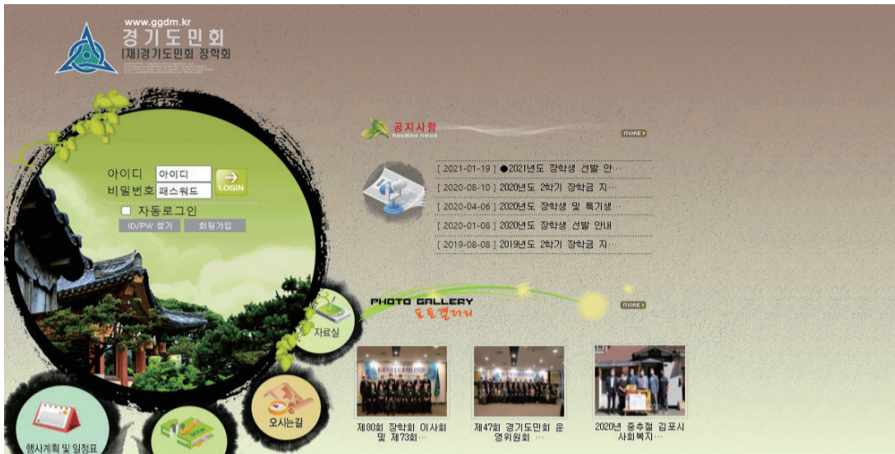 www.ggdm.kr
경기도민회
(재)경기도민회 장학회
공지사항
MORE
[ 2021-01-19 ] ●2021년도 장학생 선발 안…
[ 2020-08-10 ] 2020년도 2학기 장학금 지…
[ 2020-04-06 ] 2020년도 장학생 및 특기생…
[ 2020-01-08 ] 2020년도 장학생 선발 안내
[ 2019-08-08 ] 2019년도 2학기 장학금 지…
아이디 아이디
비밀번호 패스워드
LOGIN
자동로그인
ID/PW 찾기 회원가입
PHOTO GALLERY
포토갤러리
MORE
자료실
오시는길
행사계획 및 일정표
제80회 장학회 이사회
및 제73회…
제47회 경기도민회 운
영위원회 …
2020년 중추절 김포시
사회복지…